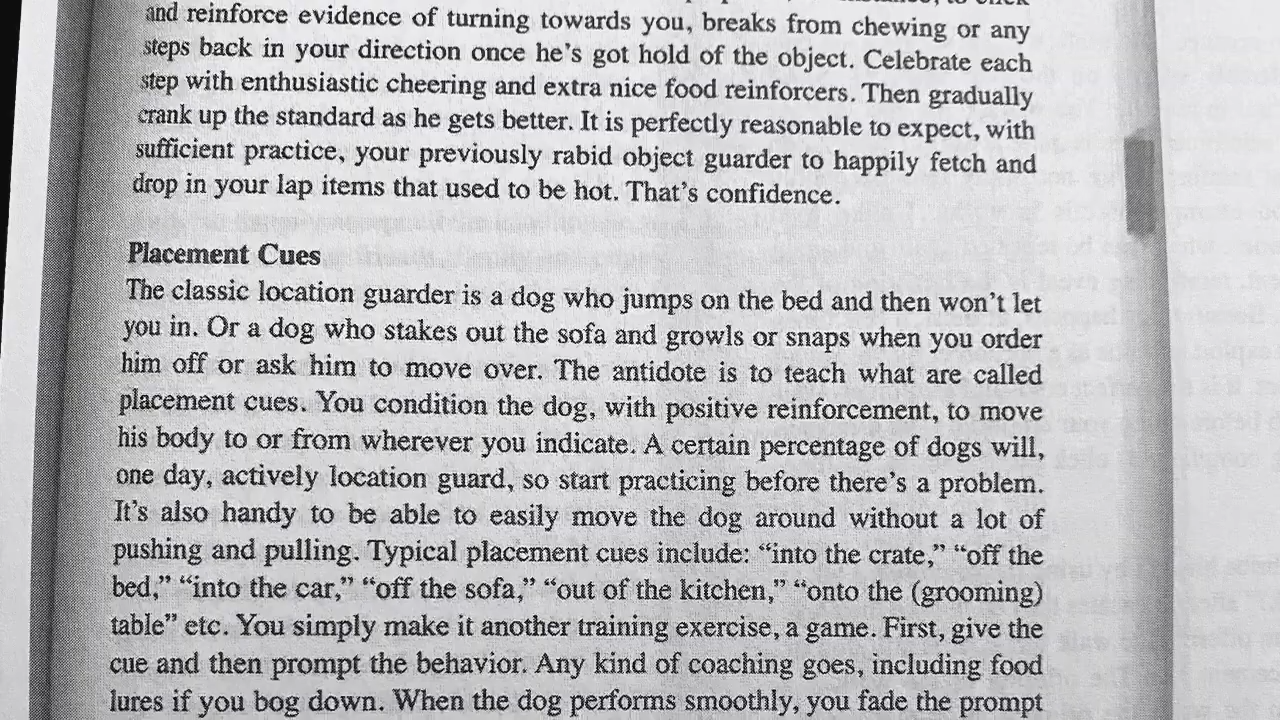 and reinforce evidence of turning towards you, breaks from chewing or any
steps back in your direction once he's got hold of the object. Celebrate each
step with enthusiastic cheering and extra nice food reinforcers. Then gradually
crank up the standard as he gets better. It is perfectly reasonable to expect, with
sufficient practice, your previously rabid object guarder to happily fetch and
drop in your lap items that used to be hot. That's confidence.
Placement Cues
The classic location guarder is a dog who jumps on the bed and then won't let
you in. Or a dog who stakes out the sofa and growls or snaps when you order
him off or ask him to move over. The antidote is to teach what are called
placement cues. You condition the dog, with positive reinforcement, to move
his body to or from wherever you indicate. A certain percentage of dogs will,
one day, actively location guard, so start practicing before there's a problem.
It's also handy to be able to easily move the dog around without a lot of
pushing and pulling. Typical placement cues include: “into the crate,” “off the
bed,” “into the car,” “off the sofa,” “out of the kitchen,” “onto the (grooming)
table” etc. You simply make it another training exercise, a game. First, give the
cue and then prompt the behavior. Any kind of coaching goes, including food
lures if you bog down. When the dog performs smoothly, you fade the prompt